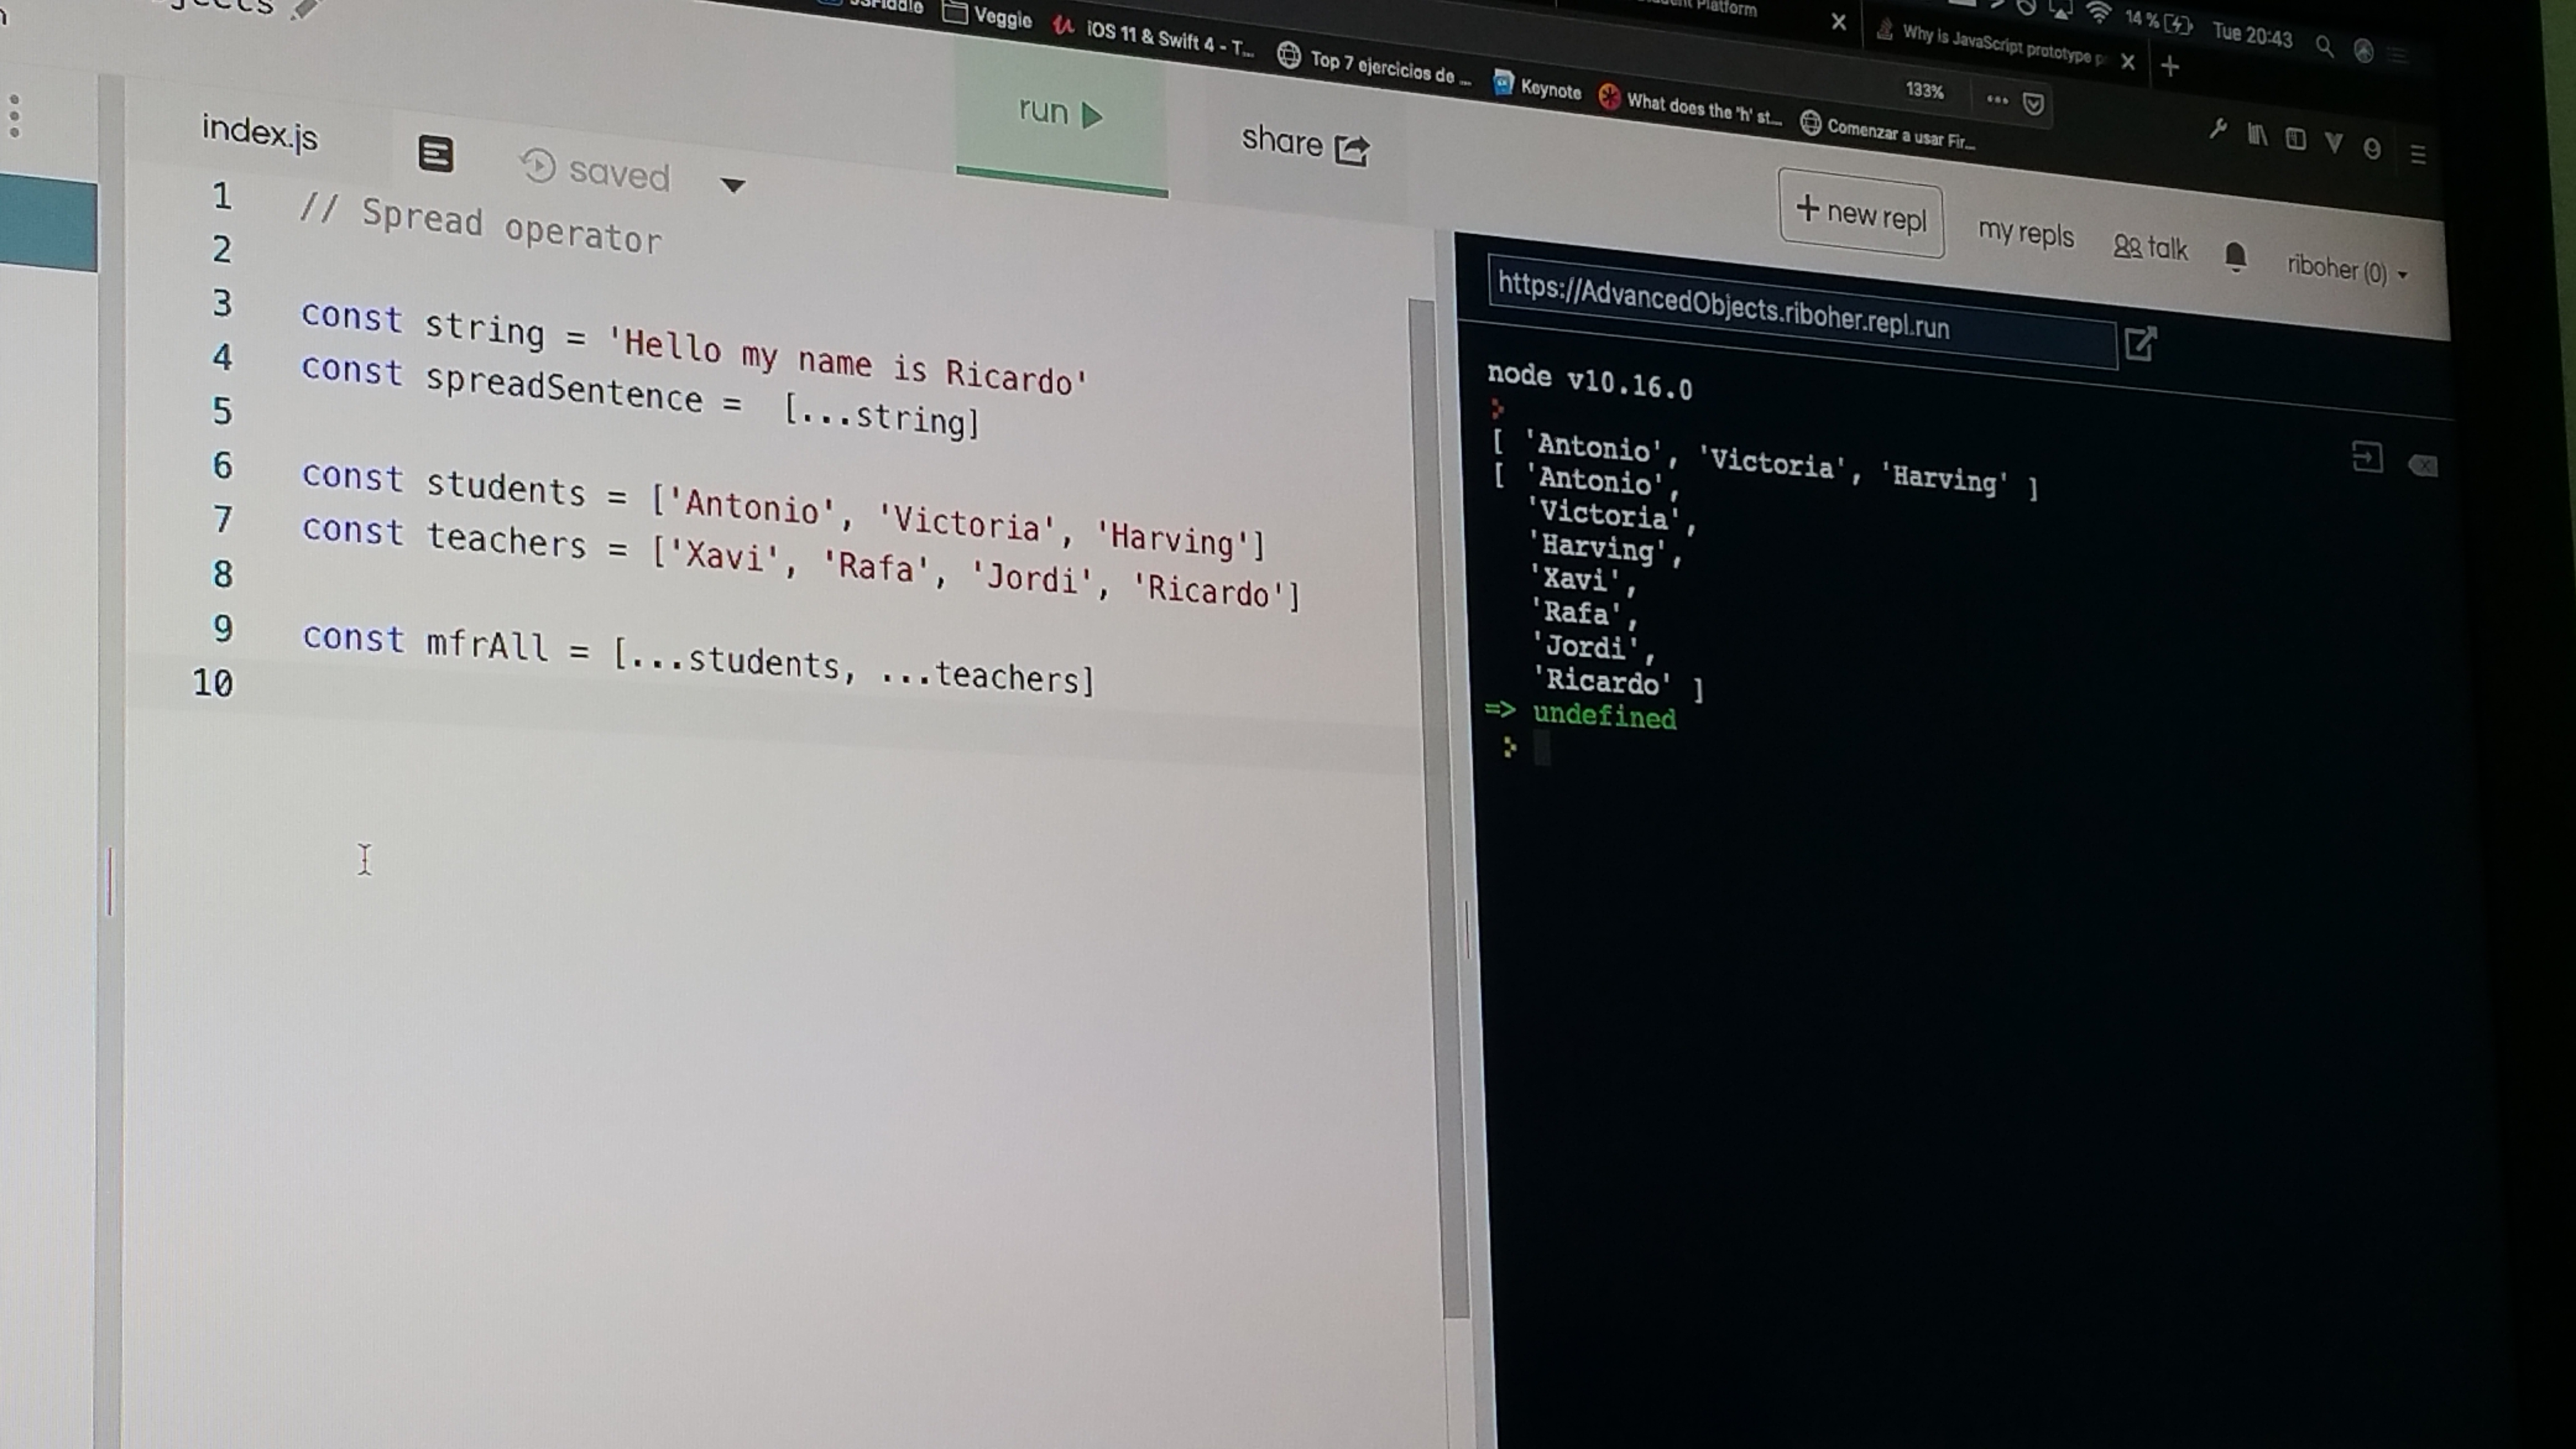 14% Tue 20:43
Platform
Why is JavaScript prototype
Veggie iOS 11 & Swift 4 - T... Top 7 ejercicios de ... Keynote What does the 'h' st... Comenzar a usar Fir...
133%
index.js saved run share
+ new repl my repls talk riboher (0)
1 // Spread operator
2
3 const string = 'Hello my name is Ricardo'
4 const spreadSentence = [...string]
5
6 const students = ['Antonio', 'Victoria', 'Harving']
7 const teachers = ['Xavi', 'Rafa', 'Jordi', 'Ricardo']
8
9 const mfrAll = [...students, ...teachers]
10
https://AdvancedObjects.riboher.repl.run
node v10.16.0
[ 'Antonio', 'Victoria', 'Harving' ]
[ 'Antonio',
'Victoria',
'Harving',
'Xavi',
'Rafa',
'Jordi',
'Ricardo' ]
=> undefined